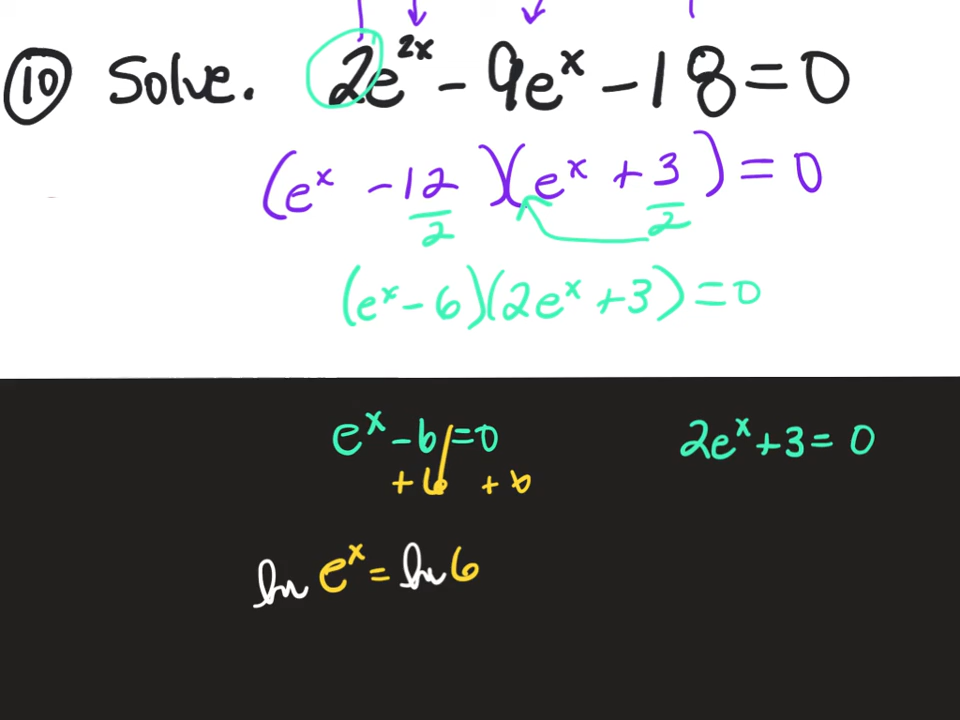 10 Solve. 2e^2x - 9e^x - 18 = 0
(e^x - 12/2)(e^x + 3/2) = 0
(e^x - 6)(2e^x + 3) = 0
e^x - 6 = 0
+6 +6
ln e^x = ln 6
2e^x + 3 = 0